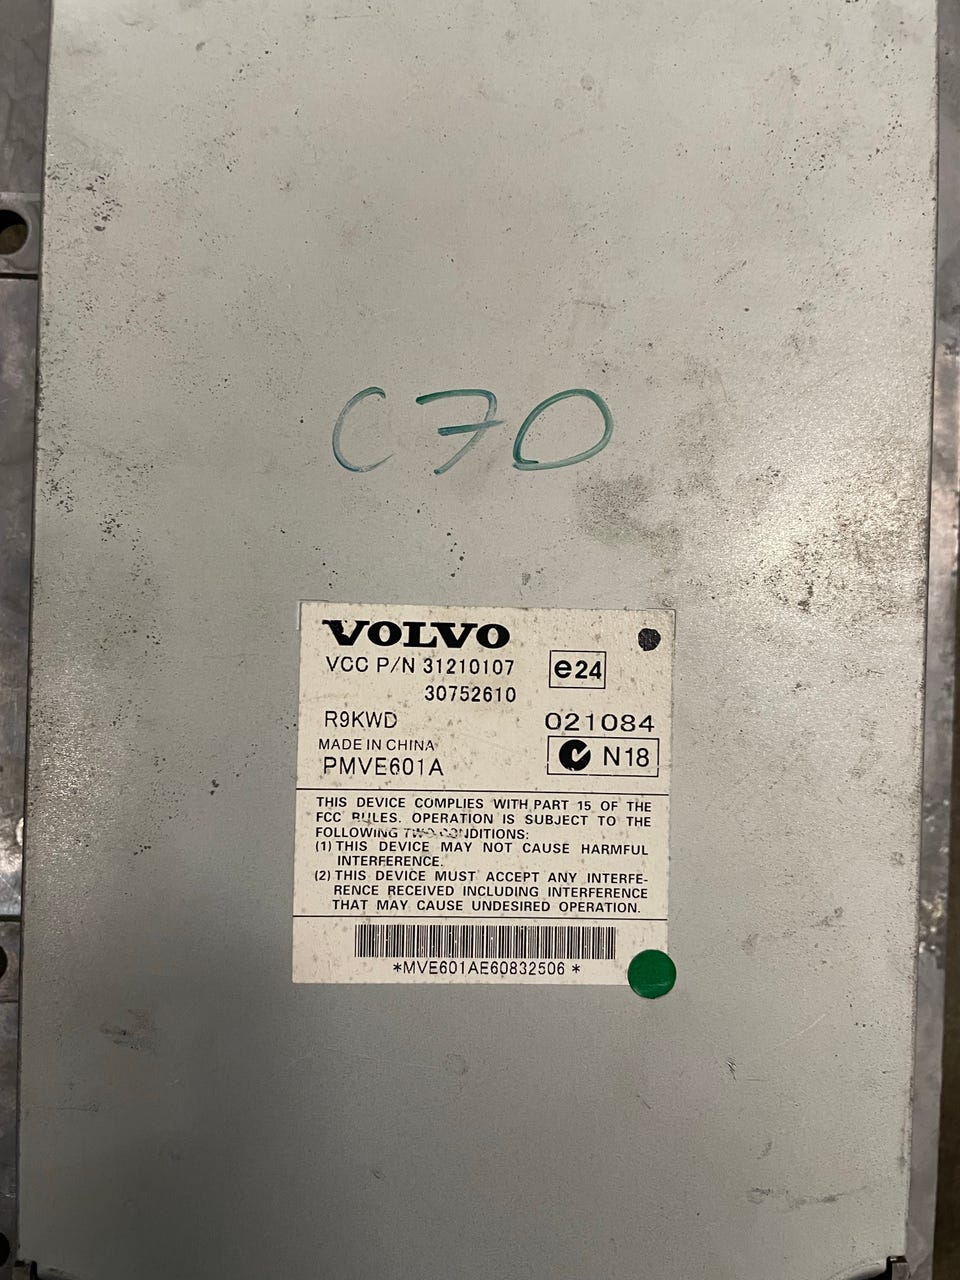 C70
VOLVO
VCC P/N 31210107
30752610
e24
R9KWD
021084
MADE IN CHINA
PMVE601A
N18
THIS DEVICE COMPLIES WITH PART 15 OF THE
FCC RULES. OPERATION IS SUBJECT TO THE
FOLLOWING TWO CONDITIONS:
(1) THIS DEVICE MAY NOT CAUSE HARMFUL
INTERFERENCE.
(2) THIS DEVICE MUST ACCEPT ANY INTERFE-
RENCE RECEIVED INCLUDING INTERFERENCE
THAT MAY CAUSE UNDESIRED OPERATION.
*MVE601AE60832506 *